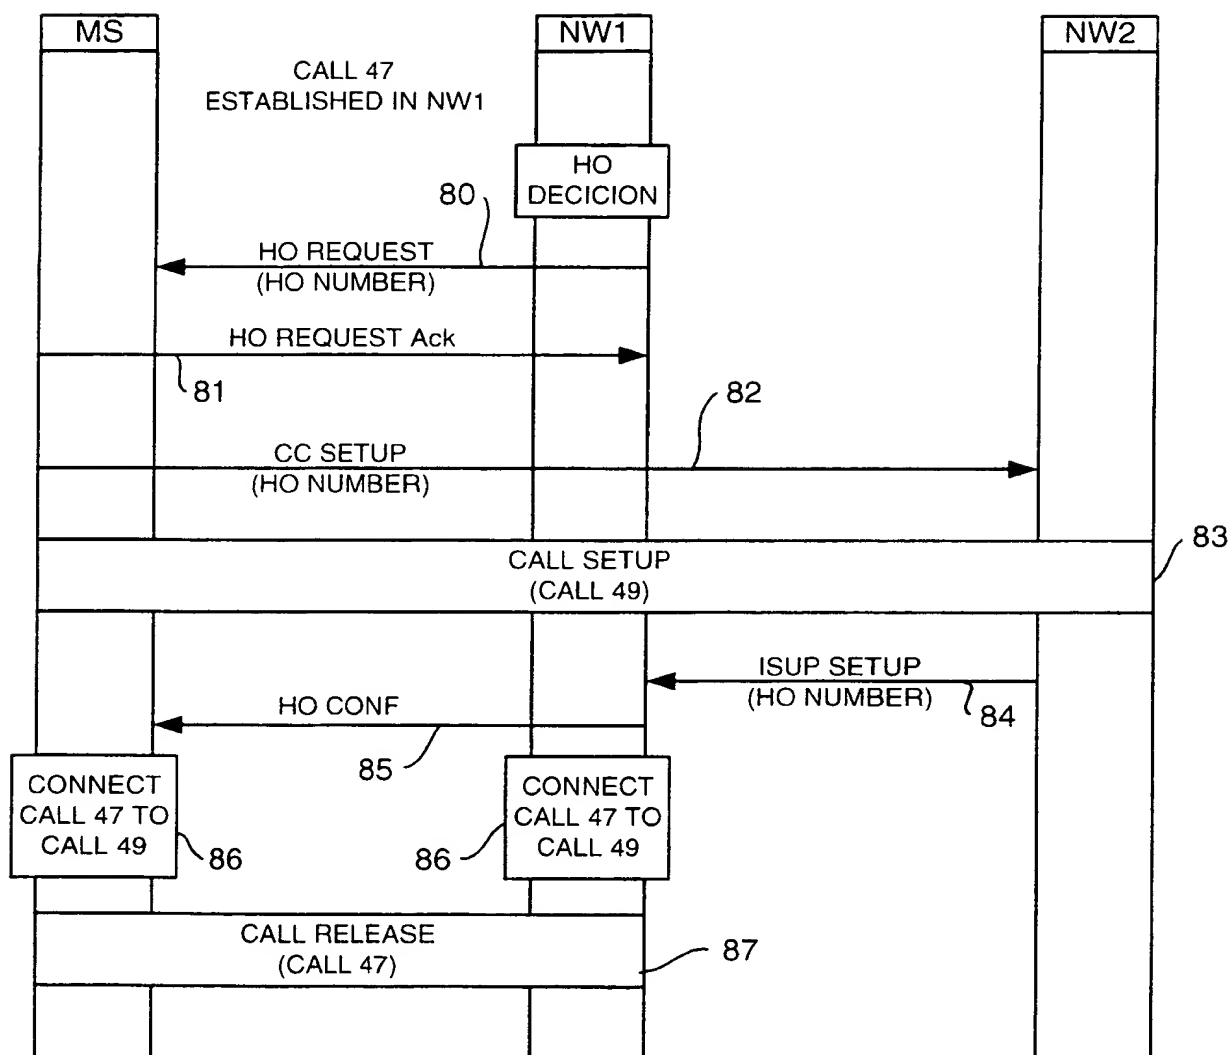 MS
NW1
NW2
CALL 47
ESTABLISHED IN NW1
HO
DECICION
80
HO REQUEST
(HO NUMBER)
HO REQUEST Ack
81
82
CC SETUP
(HO NUMBER)
83
CALL SETUP
(CALL 49)
ISUP SETUP
(HO NUMBER)
84
HO CONF
85
CONNECT
CALL 47 TO
CALL 49
86
86
CONNECT
CALL 47 TO
CALL 49
CALL RELEASE
(CALL 47)
87